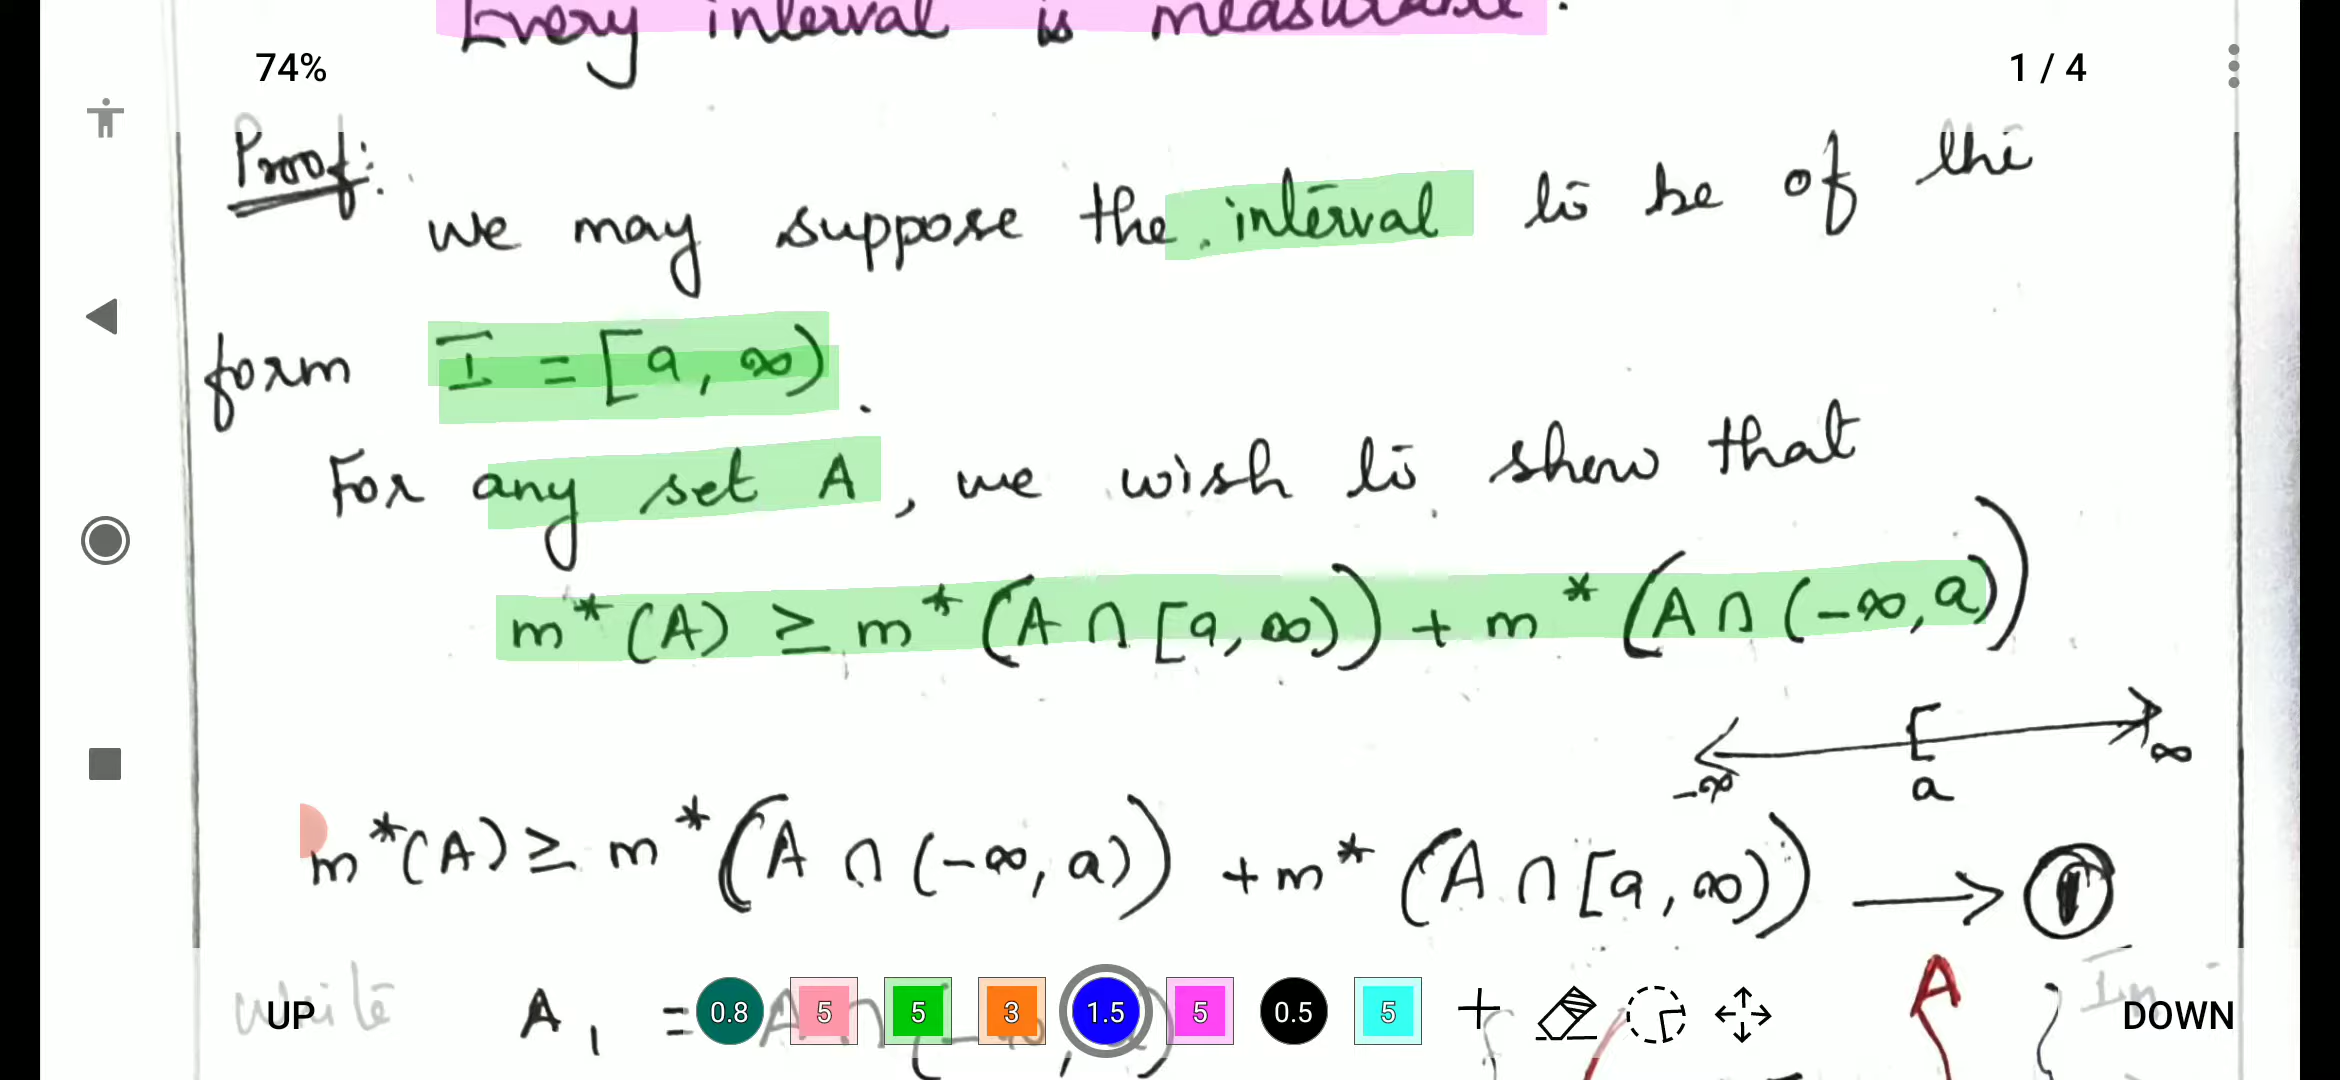 Every interval is measurable.
74%
1 / 4
Proof:
We may suppose the interval to be of the
form I = [a, ∞).
For any set A, we wish to show that
m*(A) ≥ m*(A ∩ [a, ∞)) + m*(A ∩ (-∞, a))
-∞ a ∞
m*(A) ≥ m*(A ∩ (-∞, a)) + m*(A ∩ [a, ∞)) → ①
write A₁ = A ∩ (-∞, a)
A
UP 0.8 5 5 3 1.5 5 0.5 5 DOWN